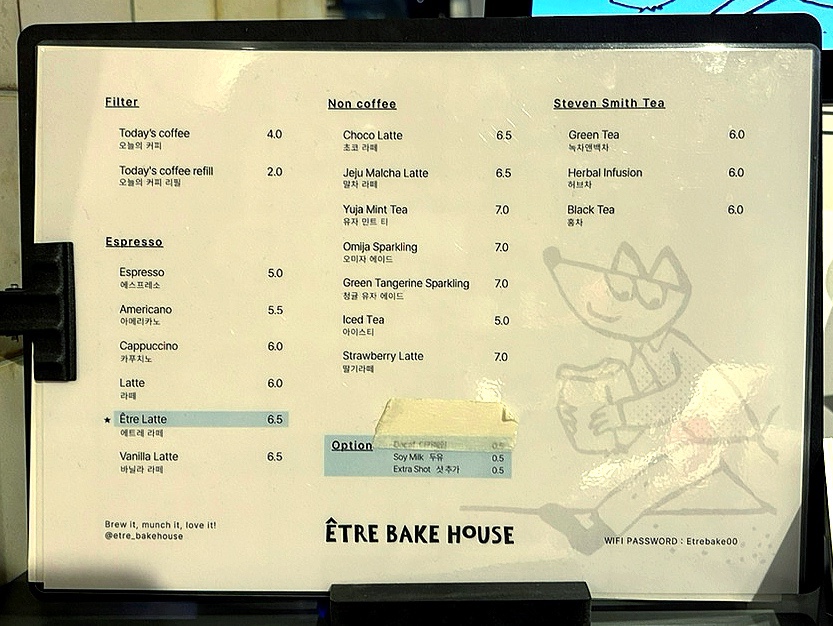 Filter
Today's coffee 4.0
오늘의 커피
Today's coffee refill 2.0
오늘의 커피 리필
Espresso
Espresso 5.0
에스프레소
Americano 5.5
아메리카노
Cappuccino 6.0
카푸치노
Latte 6.0
라떼
★ Être Latte 6.5
에트레 라떼
Vanilla Latte 6.5
바닐라 라떼
Non coffee
Choco Latte 6.5
초코 라떼
Jeju Malcha Latte 6.5
말차 라떼
Yuja Mint Tea 7.0
유자 민트 티
Omija Sparkling 7.0
오미자 에이드
Green Tangerine Sparkling 7.0
청귤 유자 에이드
Iced Tea 5.0
아이스티
Strawberry Latte 7.0
딸기라떼
Option
Decaf 디카페인 0.5
Soy Milk 두유 0.5
Extra Shot 샷 추가 0.5
Steven Smith Tea
Green Tea 6.0
녹차앤백차
Herbal Infusion 6.0
허브차
Black Tea 6.0
홍차
Brew it, munch it, love it!
@etre_bakehouse
ÊTRE BAKE HOUSE
WIFI PASSWORD : Etrebake00